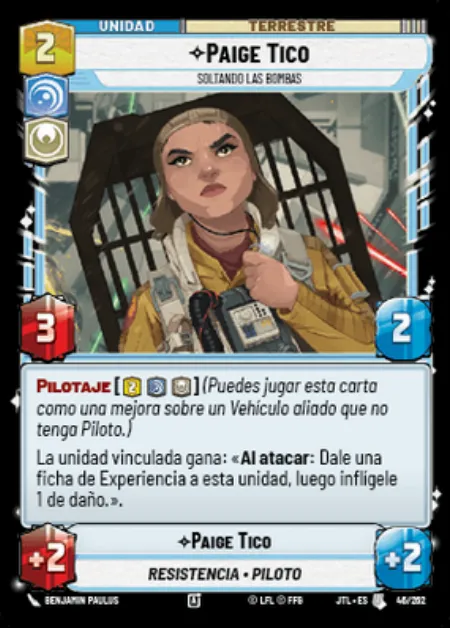 UNIDAD
TERRESTRE
2
PAIGE TICO
SOLTANDO LAS BOMBAS
3
2
PILOTAJE [2] (Puedes jugar esta carta
como una mejora sobre un Vehículo aliado que no
tenga Piloto.)
La unidad vinculada gana: «Al atacar: Dale una
ficha de Experiencia a esta unidad, luego inflígele
1 de daño.».
+2
PAIGE TICO
+2
RESISTENCIA • PILOTO
BENJAMIN PAULUS
A
© LFL © FFG
JTL • ES
46/262